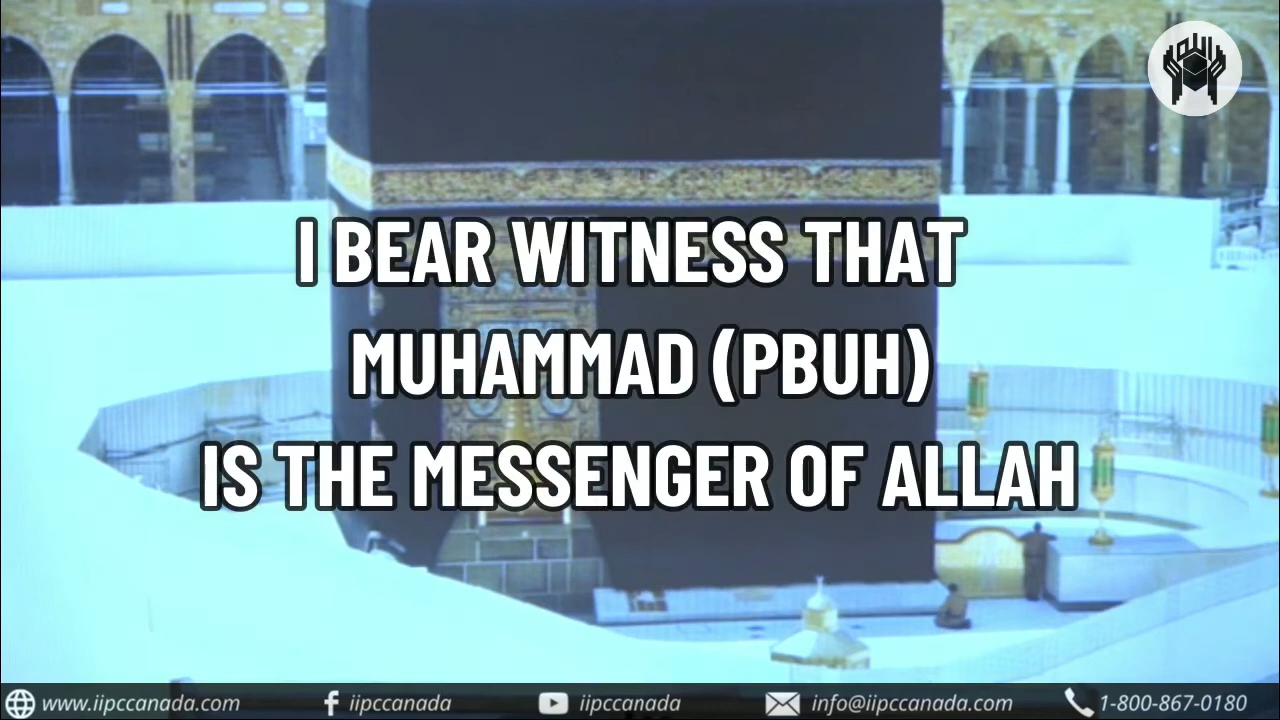 I BEAR WITNESS THAT
MUHAMMAD (PBUH)
IS THE MESSENGER OF ALLAH
www.iipccanada.com iipccanada iipccanada info@iipccanada.com 1-800-867-0180